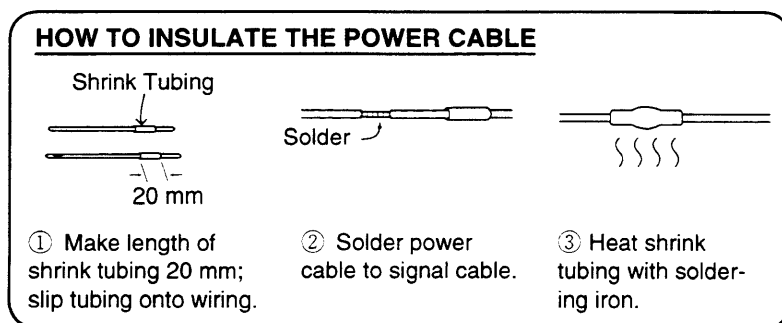 HOW TO INSULATE THE POWER CABLE
Shrink Tubing
20 mm
Solder
① Make length of
shrink tubing 20 mm;
slip tubing onto wiring.
② Solder power
cable to signal cable.
③ Heat shrink
tubing with solder-
ing iron.